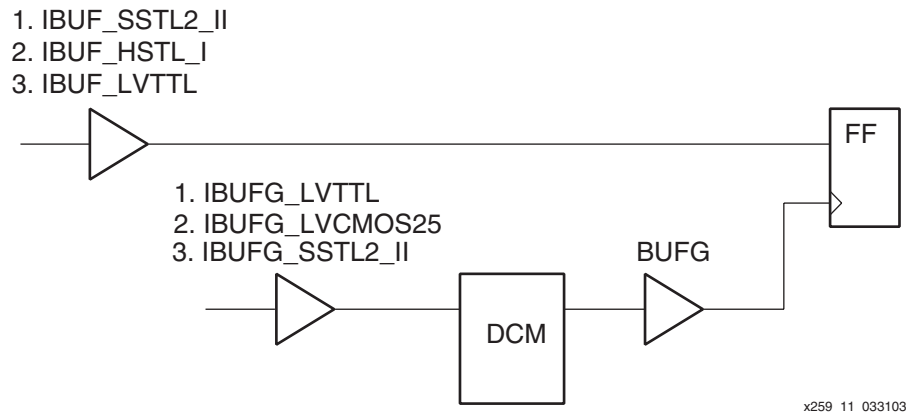 1. IBUF_SSTL2_II
2. IBUF_HSTL_I
3. IBUF_LVTTL
FF
1. IBUFG_LVTTL
2. IBUFG_LVCMOS25
3. IBUFG_SSTL2_II
BUFG
DCM
x259_11_033103